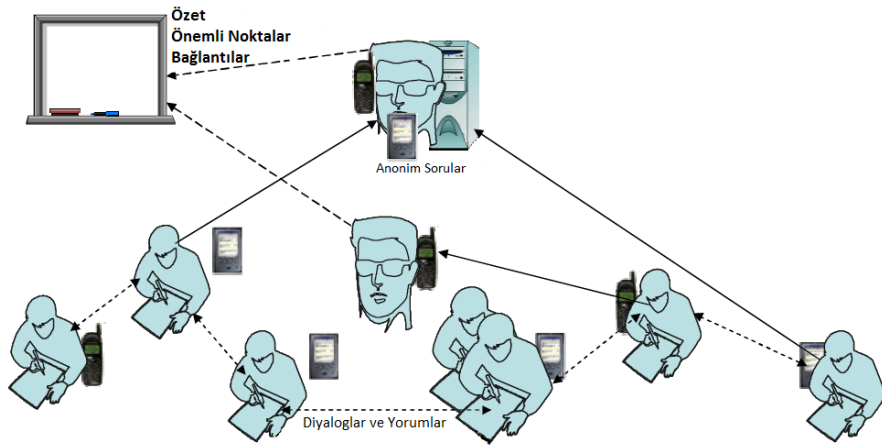 Özet
Önemli Noktalar
Bağlantılar
Anonim Sorular
Diyaloglar ve Yorumlar